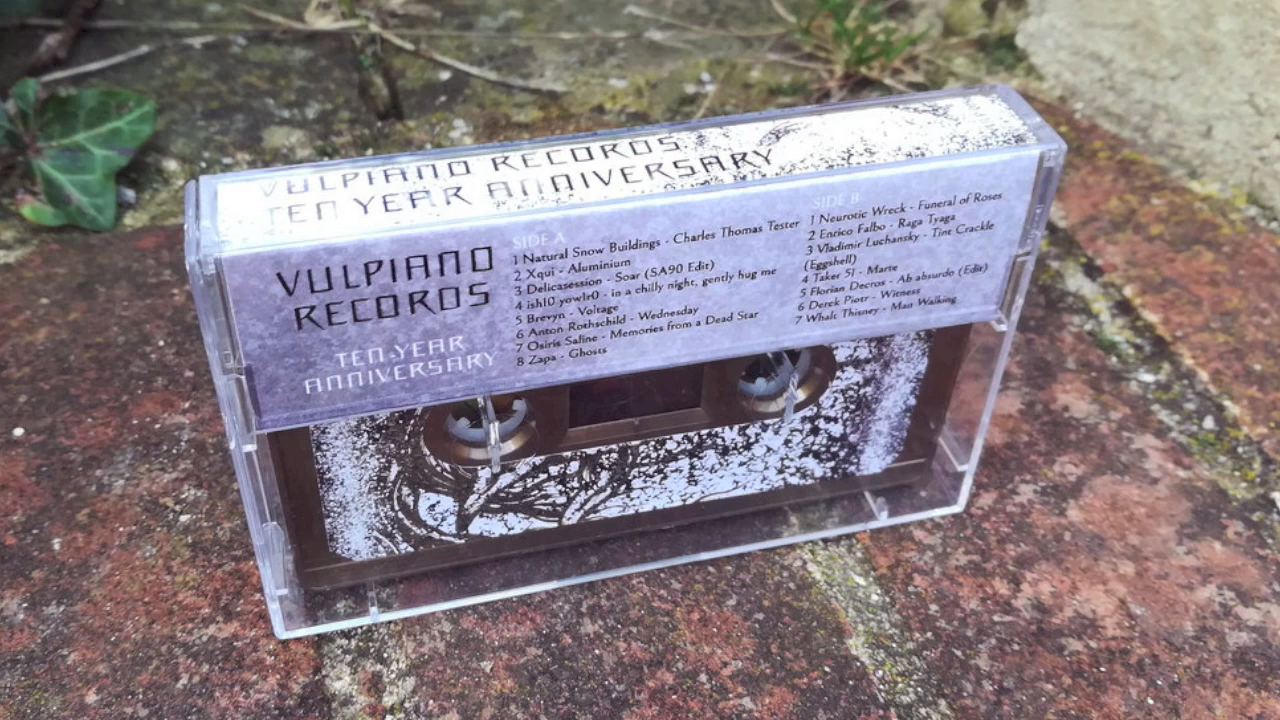 VULPIANO RECORDS
TEN YEAR ANNIVERSARY
VULPIANO
RECORDS
TEN YEAR
ANNIVERSARY
SIDE A
1 Natural Snow Buildings - Charles Thomas Tester
2 Xqui - Aluminium
3 Delicasession - Soar (SA90 Edit)
4 ishl0 yowlr0 - in a chilly night, gently hug me
5 Brevyn - Voltage
6 Anton Rothschild - Wednesday
7 Osiris Saline - Memories from a Dead Star
8 Zapa - Ghosts
SIDE B
1 Neurotic Wreck - Funeral of Roses
2 Enrico Falbo - Raga Tyaga
3 Vladimir Luchansky - Tint Crackle
(Eggshell)
4 Taker 51 - Marte
5 Florian Decros - Ab absurdo (Edit)
6 Derek Piotr - Witness
7 Whalt Thisney - Man Walking